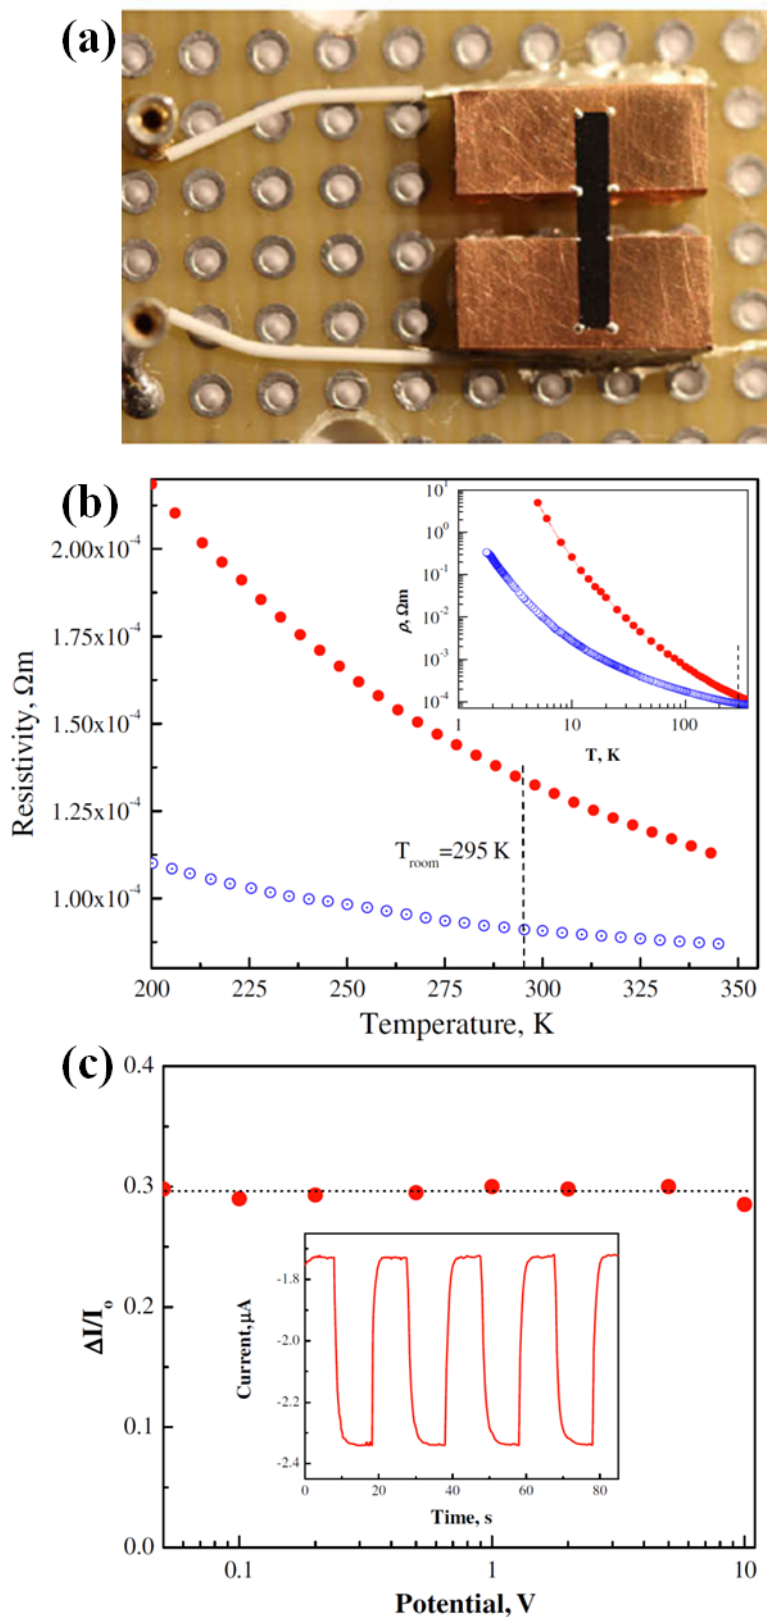 (a)
(b)
2.00x10⁻⁴
1.75x10⁻⁴
1.50x10⁻⁴
1.25x10⁻⁴
1.00x10⁻⁴
Resistivity, Ωm
200 225 250 275 300 325 350
Temperature, K
T_room=295 K
10¹
10⁰
10⁻¹
10⁻²
10⁻³
10⁻⁴
ρ, Ωm
1 10 100
T, K
(c)
0.4
0.3
0.2
0.1
0.0
ΔI/I_o
0.1 1 10
Potential, V
-1.8
-2.0
-2.2
-2.4
Current, μA
0 20 40 60 80
Time, s